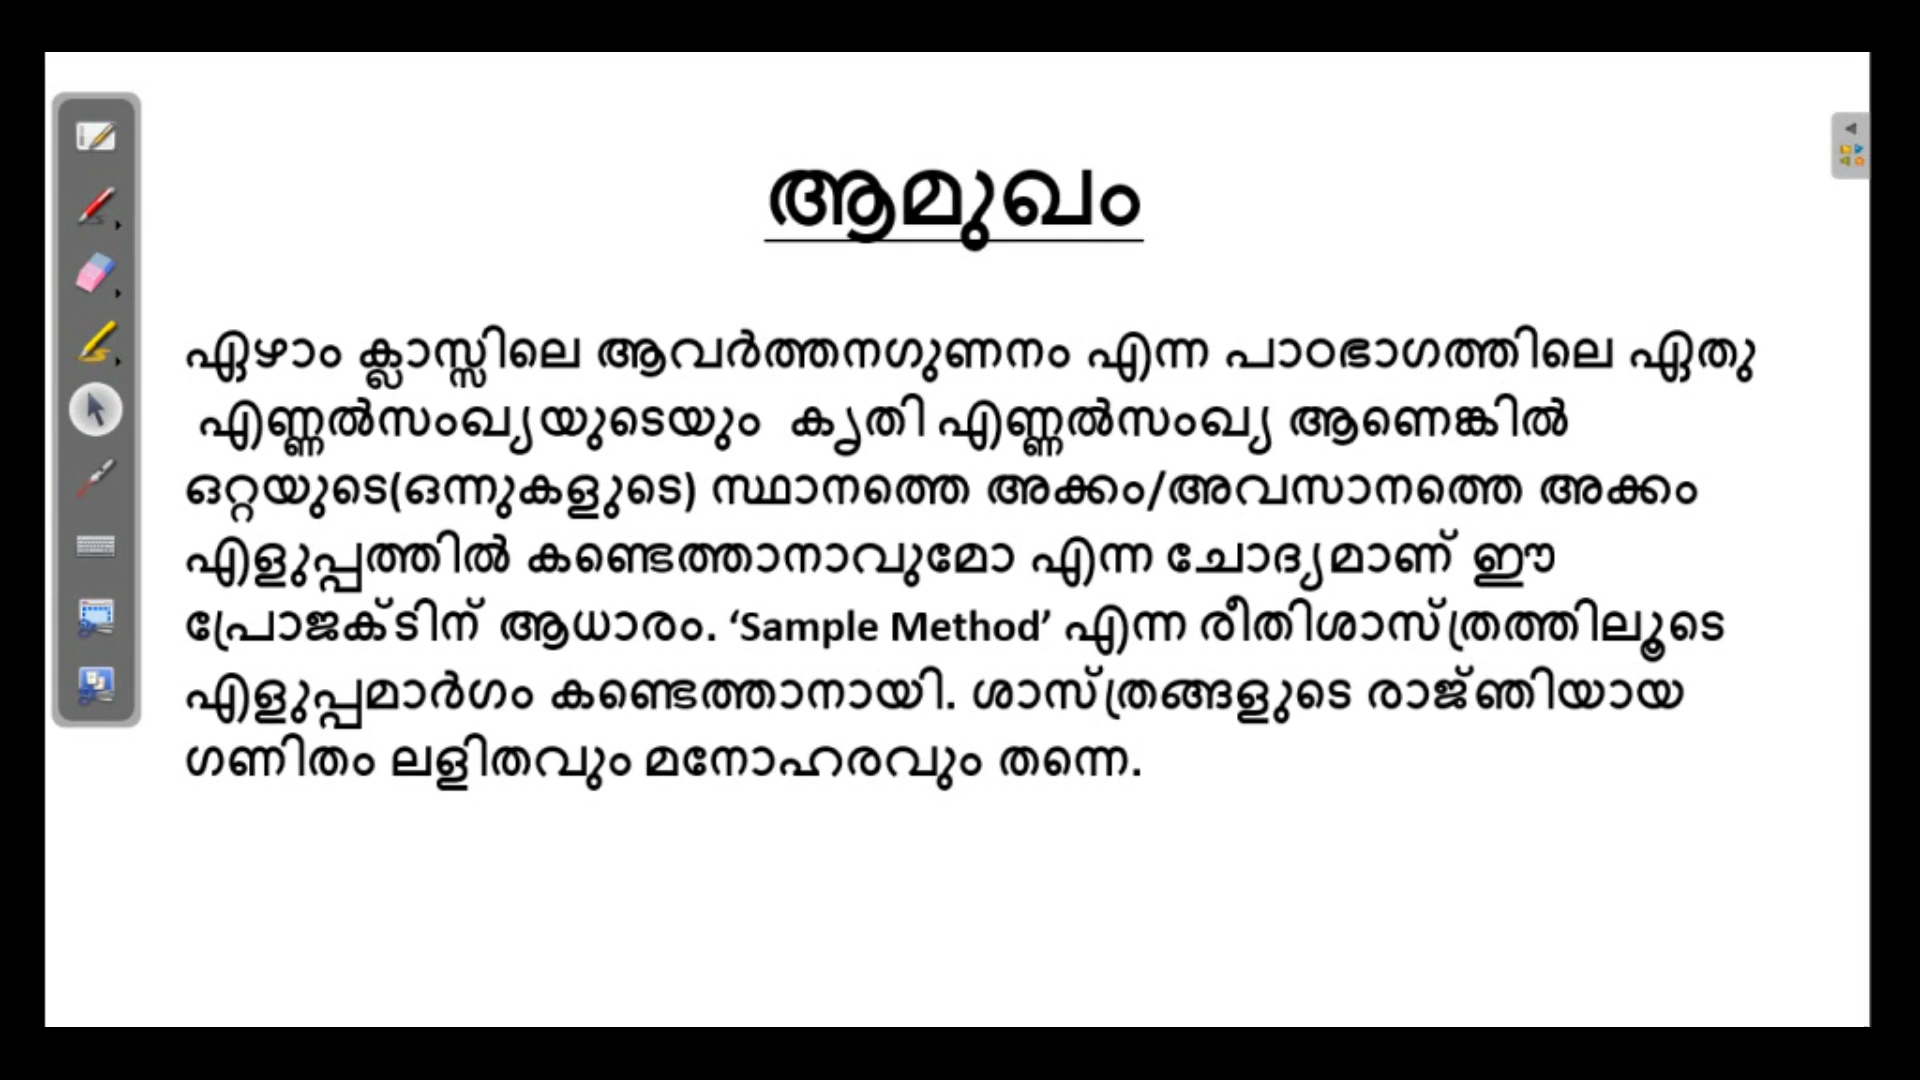 ആമുഖം
ഏഴാം ക്ലാസ്സിലെ ആവർത്തനഗുണനം എന്ന പാഠഭാഗത്തിലെ ഏതു
എണ്ണൽസംഖ്യയുടെയും കൃതി എണ്ണൽസംഖ്യ ആണെങ്കിൽ
ഒറ്റയുടെ(ഒന്നുകളുടെ) സ്ഥാനത്തെ അക്കം/അവസാനത്തെ അക്കം
എളുപ്പത്തിൽ കണ്ടെത്താനാവുമോ എന്ന ചോദ്യമാണ് ഈ
പ്രോജക്ടിന് ആധാരം. ‘Sample Method’ എന്ന രീതിശാസ്ത്രത്തിലൂടെ
എളുപ്പമാർഗം കണ്ടെത്താനായി. ശാസ്ത്രങ്ങളുടെ രാജ്ഞിയായ
ഗണിതം ലളിതവും മനോഹരവും തന്നെ.